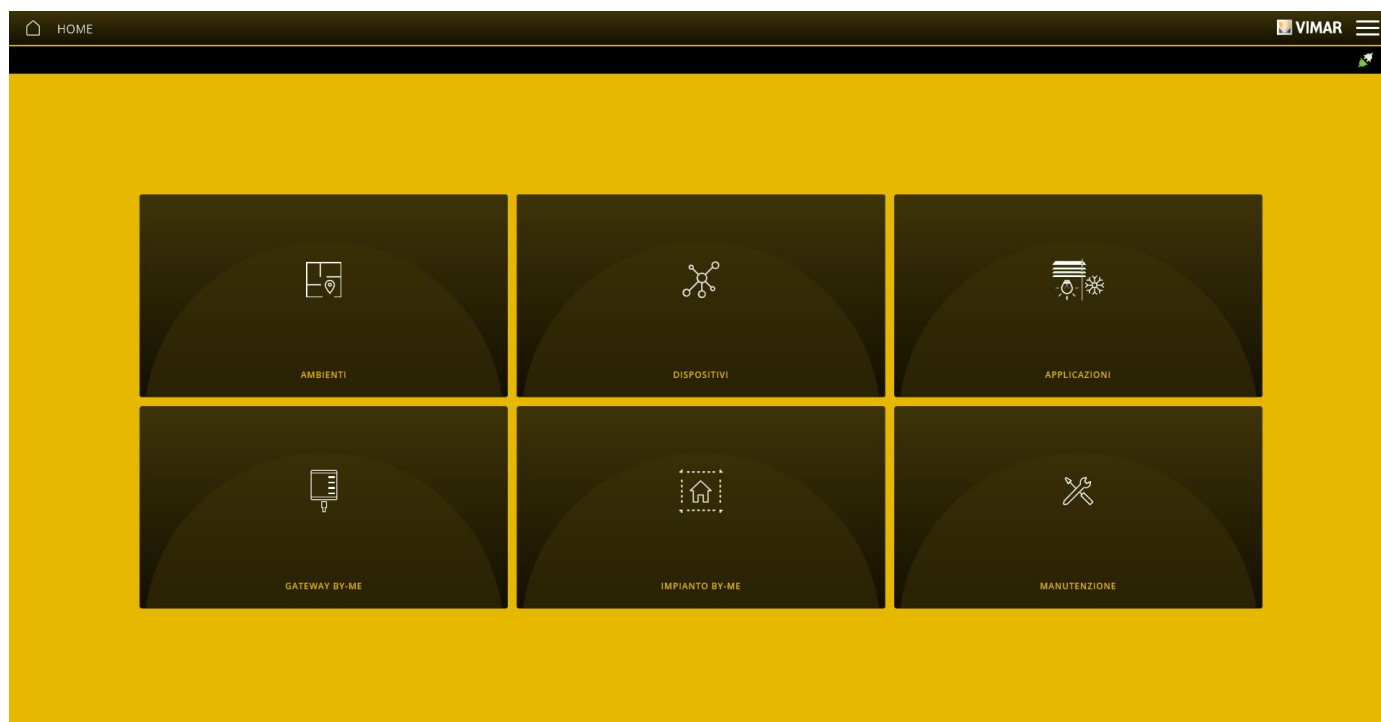 HOME
VIMAR
AMBIENTI
DISPOSITIVI
APPLICAZIONI
GATEWAY BY-ME
IMPIANTO BY-ME
MANUTENZIONE